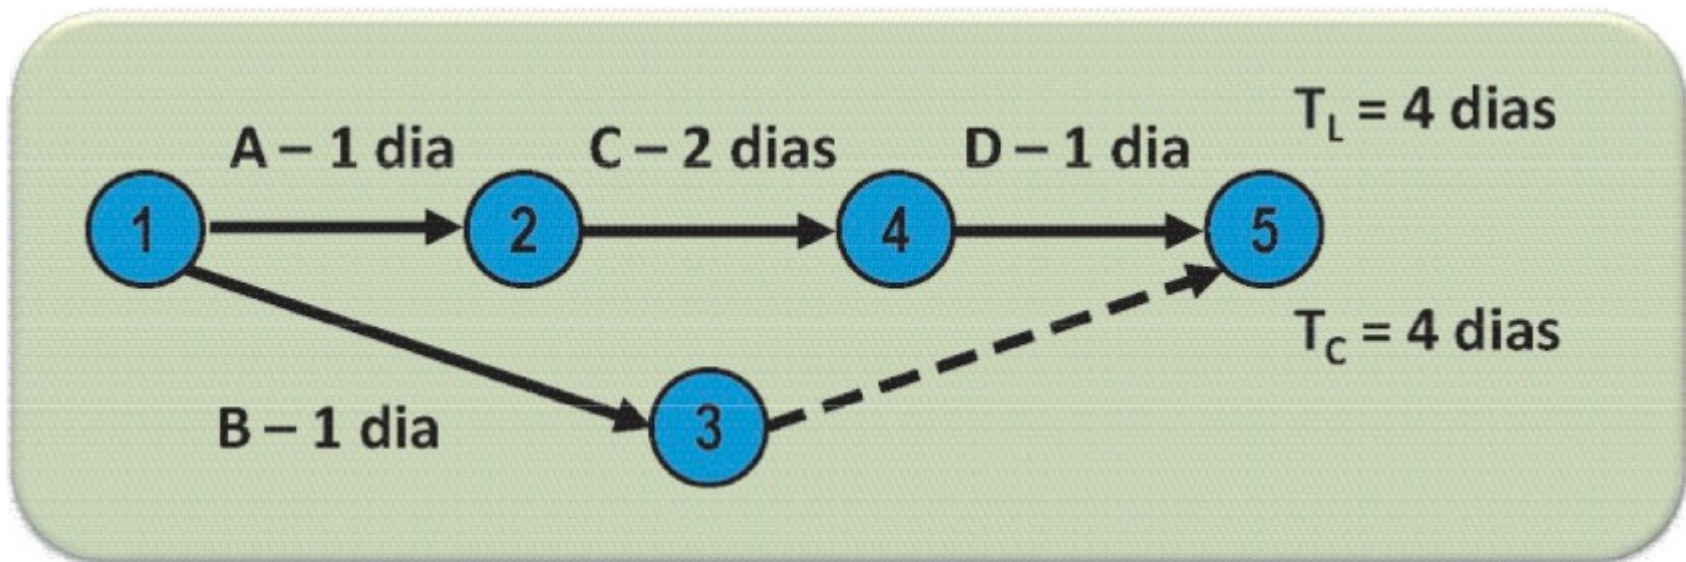 T_L = 4 dias
A – 1 dia
C – 2 dias
D – 1 dia
1
2
4
5
T_C = 4 dias
B – 1 dia
3